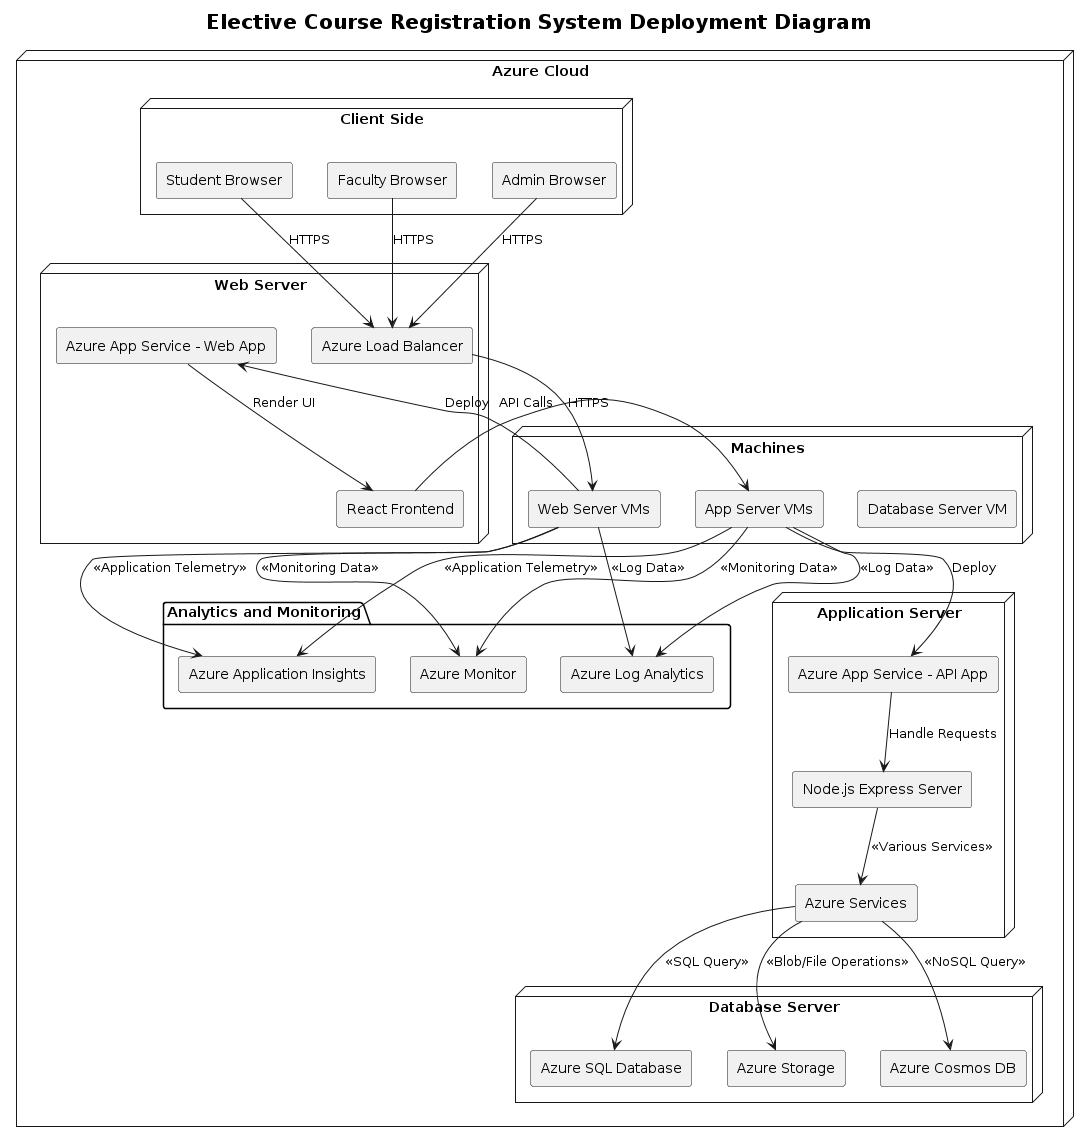 Elective Course Registration System Deployment Diagram
Azure Cloud
Client Side
Student Browser
Faculty Browser
Admin Browser
HTTPS
HTTPS
HTTPS
Web Server
Azure App Service - Web App
Azure Load Balancer
Render UI
Deploy
API Calls
HTTPS
Machines
React Frontend
Web Server VMs
App Server VMs
Database Server VM
«Application Telemetry»
«Monitoring Data»
«Application Telemetry»
«Log Data»
«Monitoring Data»
«Log Data»
Deploy
Analytics and Monitoring
Application Server
Azure Application Insights
Azure Monitor
Azure Log Analytics
Azure App Service - API App
Handle Requests
Node.js Express Server
«Various Services»
Azure Services
«SQL Query»
«Blob/File Operations»
«NoSQL Query»
Database Server
Azure SQL Database
Azure Storage
Azure Cosmos DB